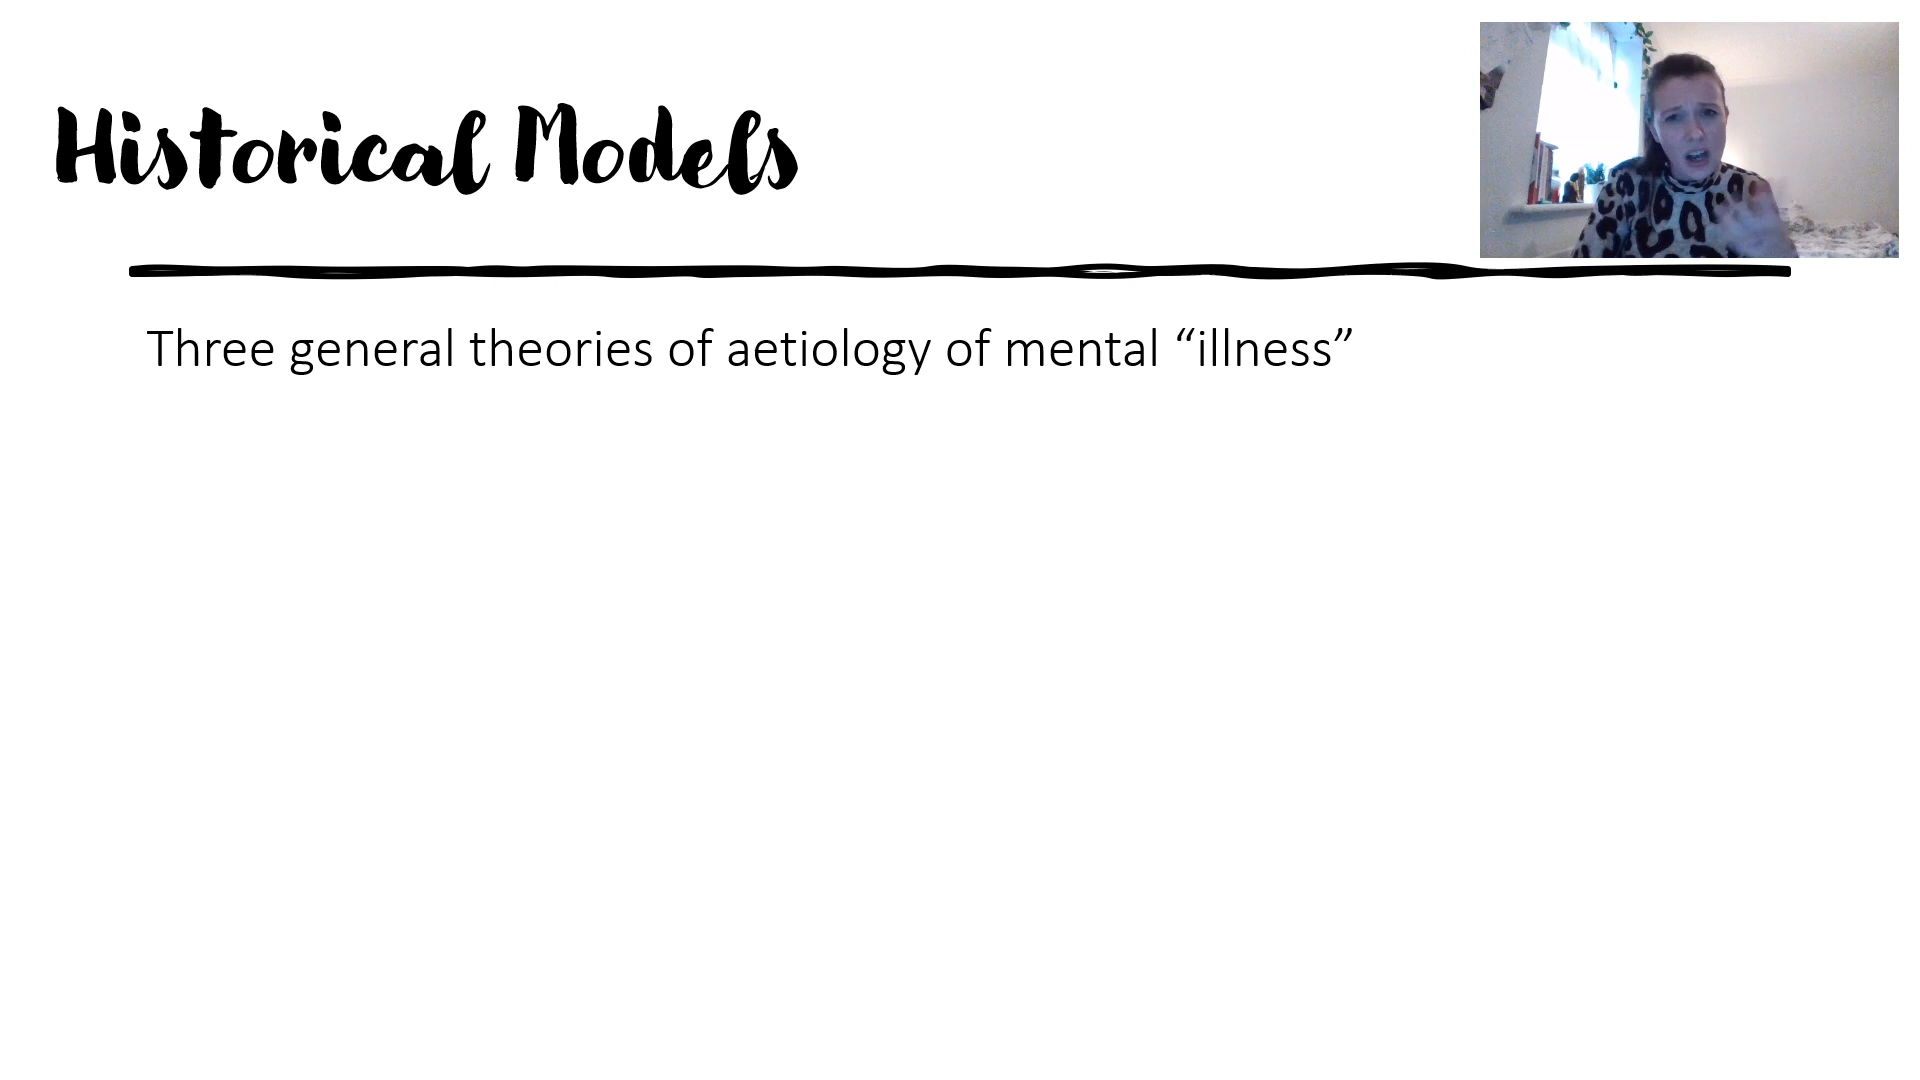 Historical Models
Three general theories of aetiology of mental “illness”